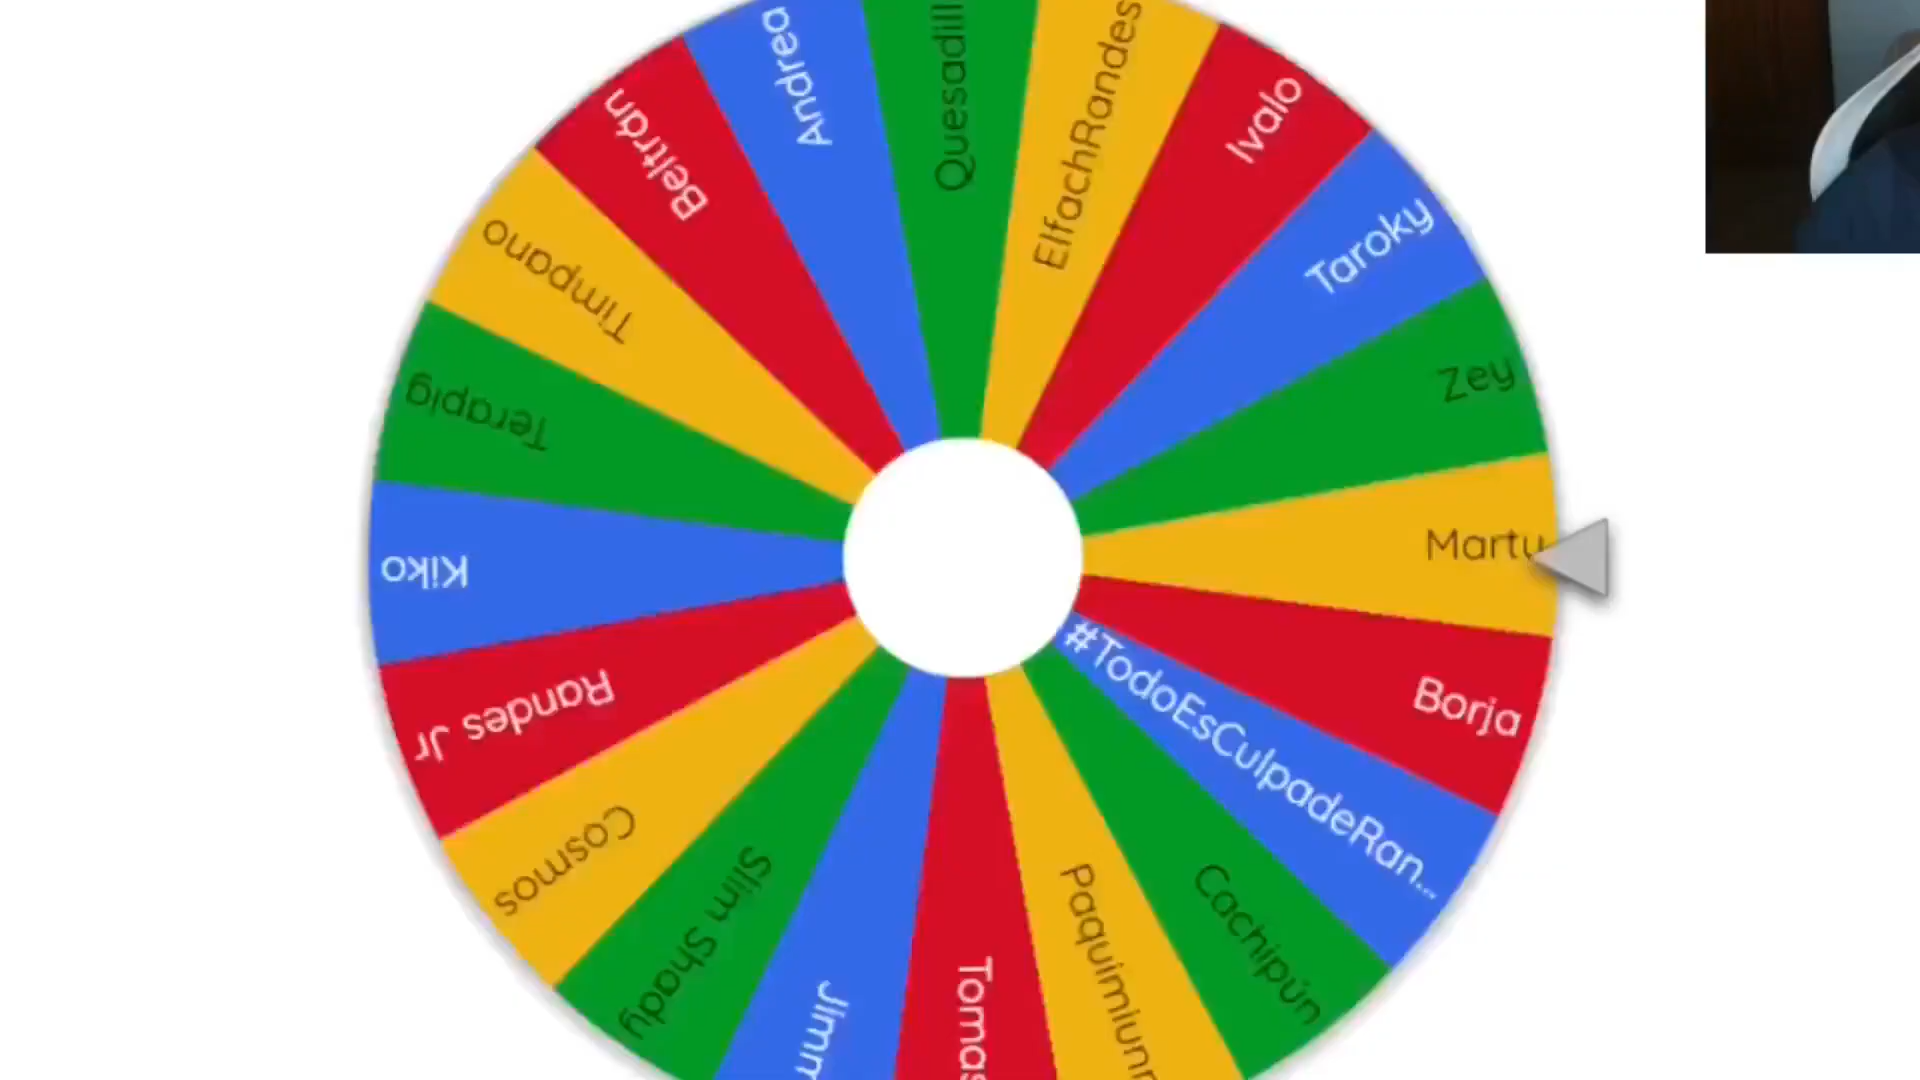 Quesadill
ElfachRandes
Ivalo
Taroky
Zey
Martu
Borja
#TodoEsCulpadeRan...
Cachipún
Paquimiunr
Tomas
Jimm
Slim Shady
Cosmos
Randes Jr
Kiko
Terapig
Timpano
Beltrán
Andrea